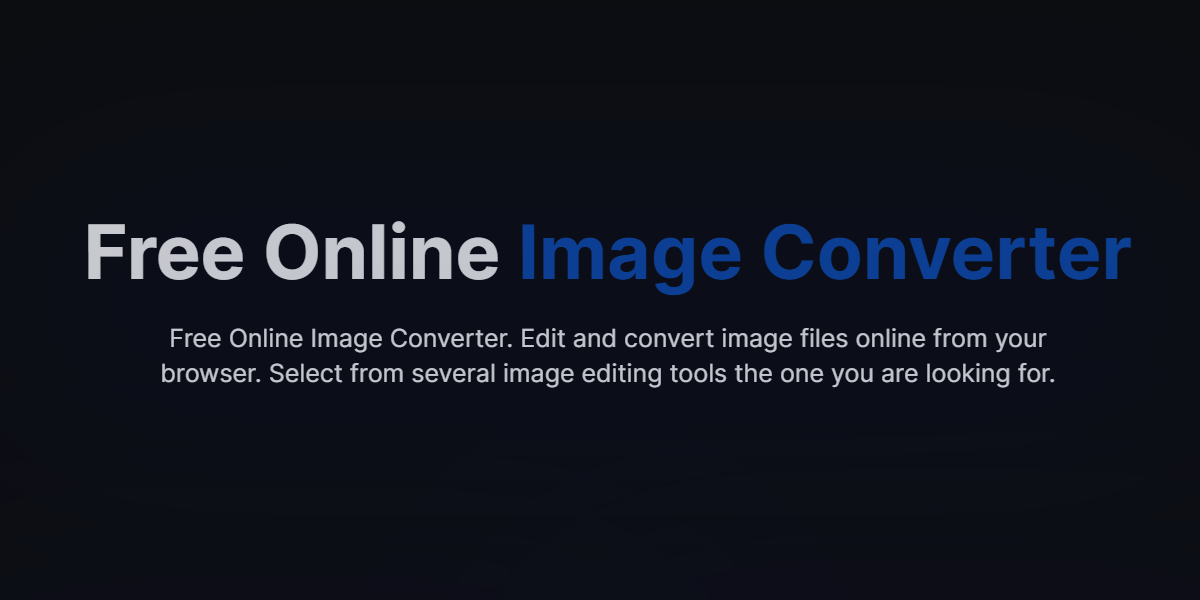 Free Online Image Converter
Free Online Image Converter. Edit and convert image files online from your
browser. Select from several image editing tools the one you are looking for.